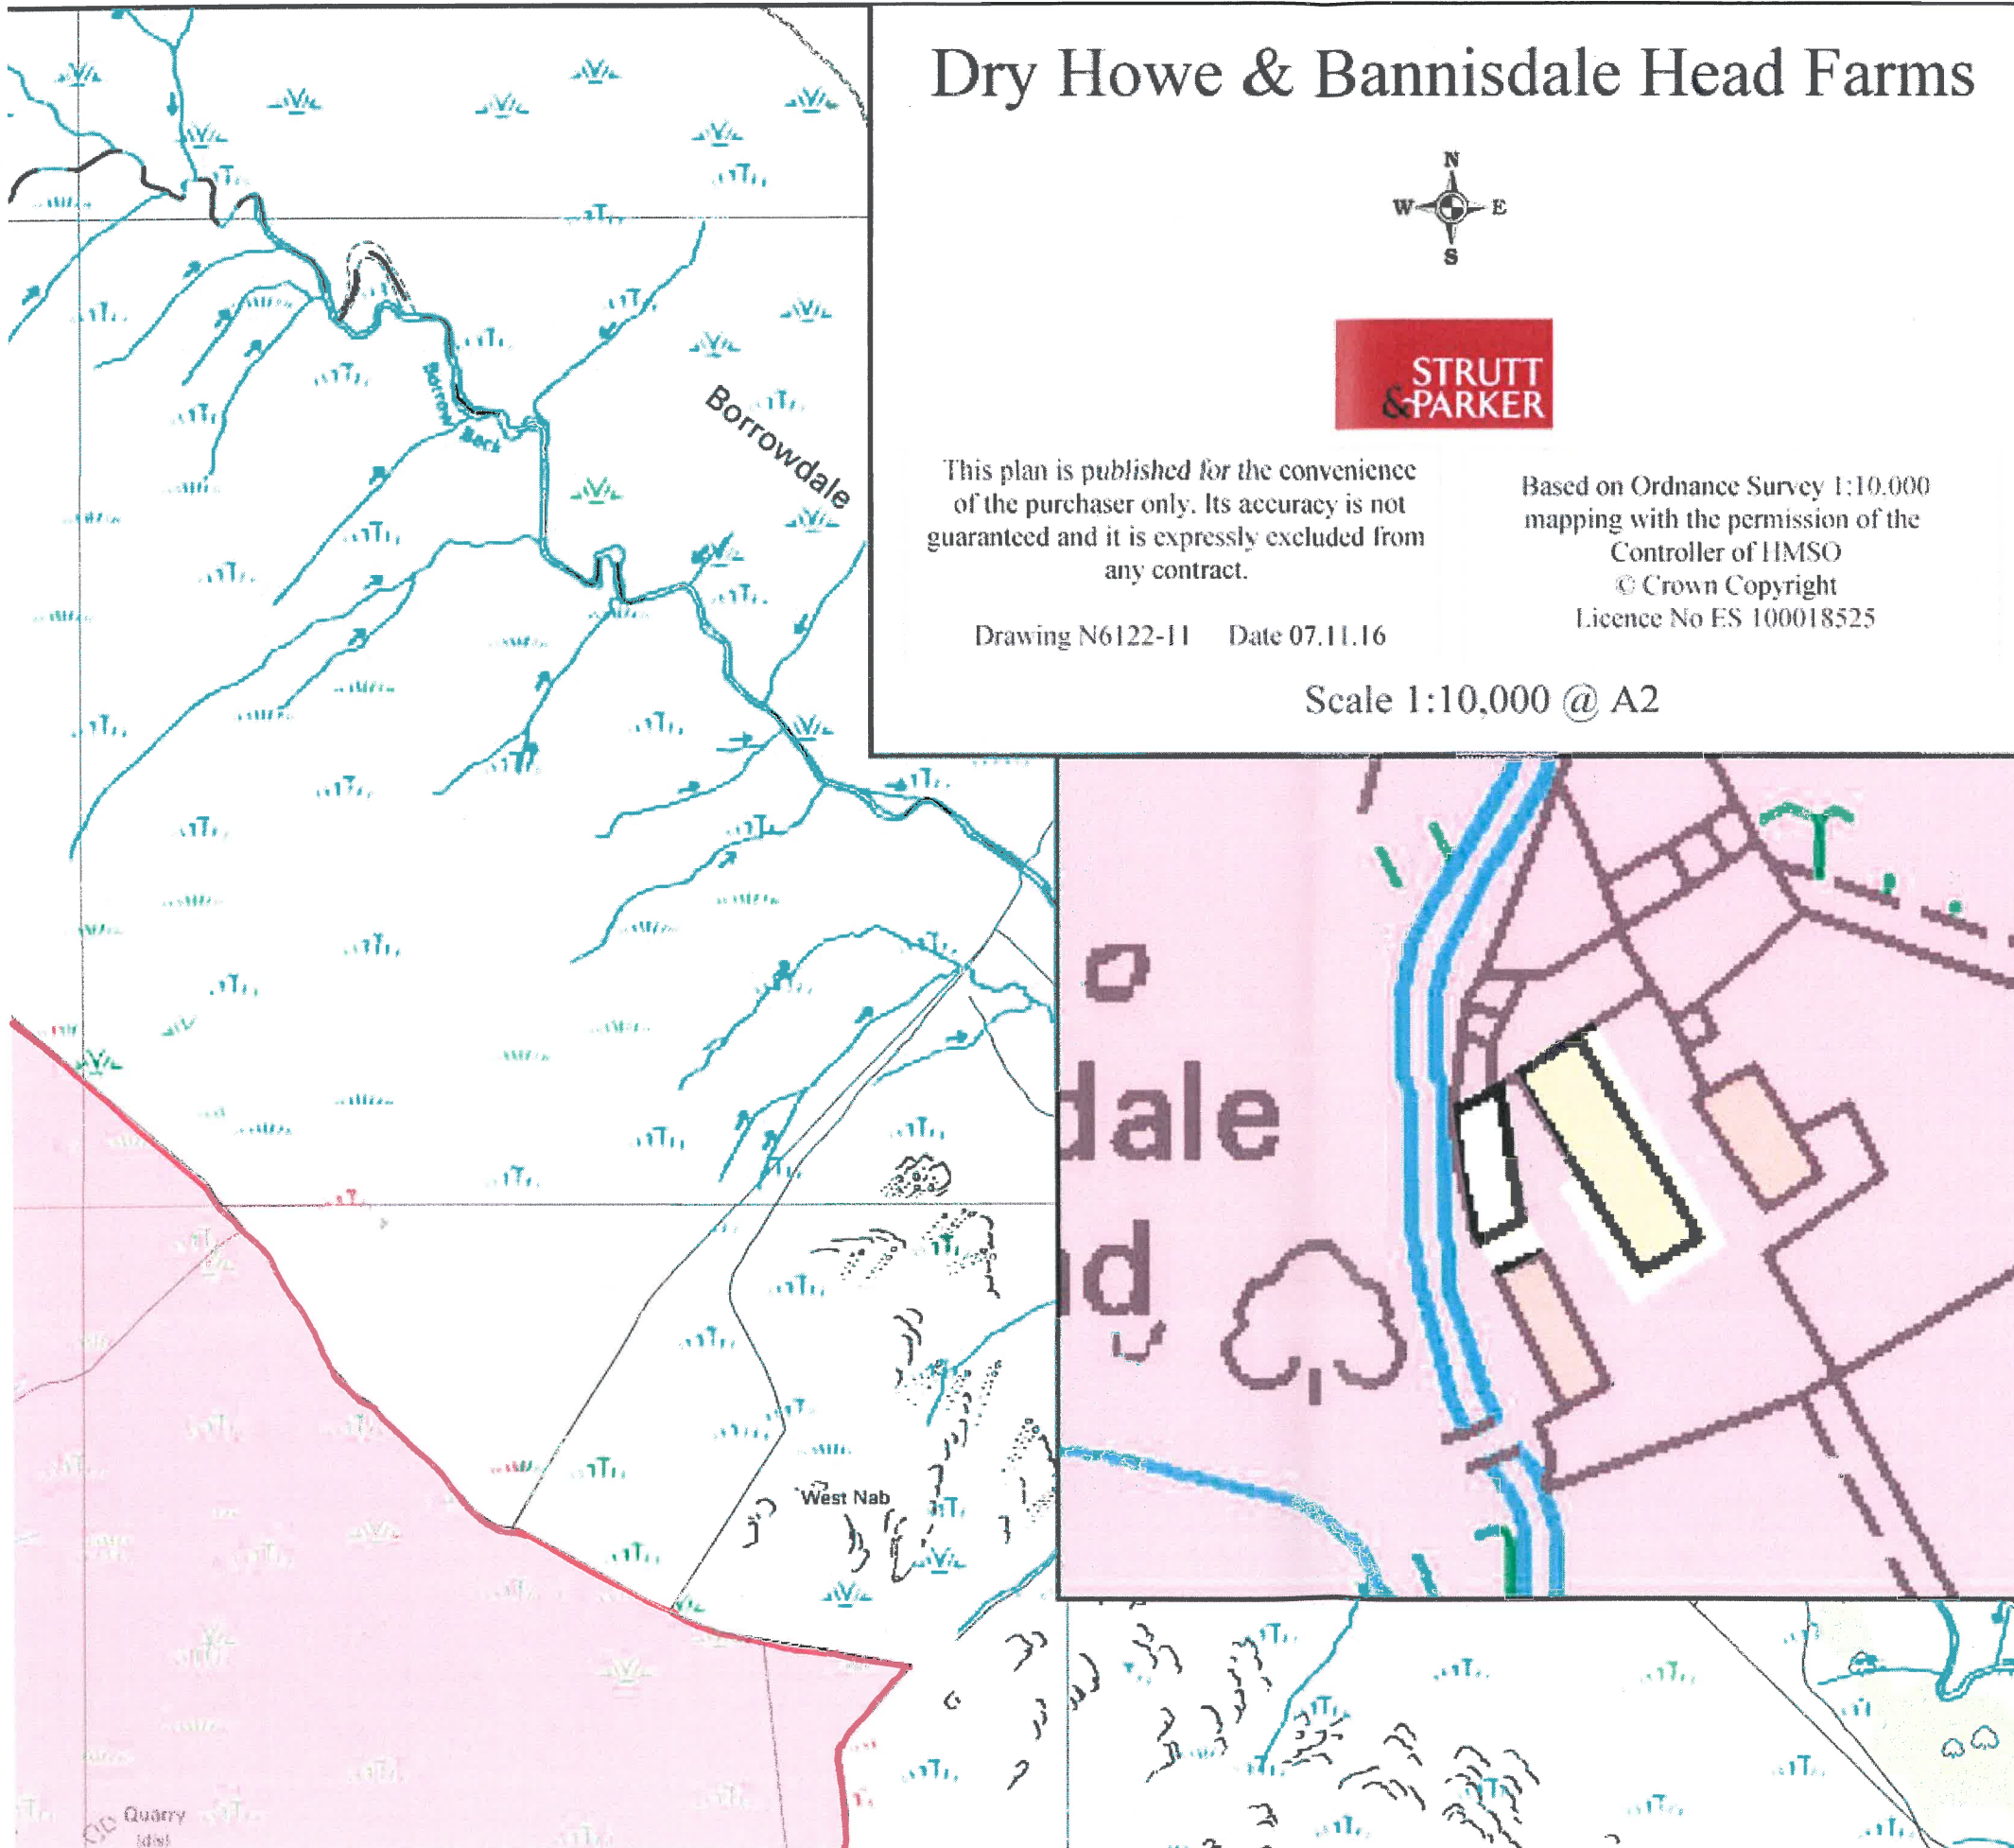 Dry Howe & Bannisdale Head Farms
N
W E
S
STRUTT
&PARKER
This plan is published for the convenience
of the purchaser only. Its accuracy is not
guaranteed and it is expressly excluded from
any contract.
Drawing N6122-11 Date 07.11.16
Based on Ordnance Survey 1:10,000
mapping with the permission of the
Controller of HMSO
© Crown Copyright
Licence No ES 100018525
Scale 1:10,000 @ A2
Borrow
Beck
Borrowdale
dale
d
West Nab
Quarry
(dis)